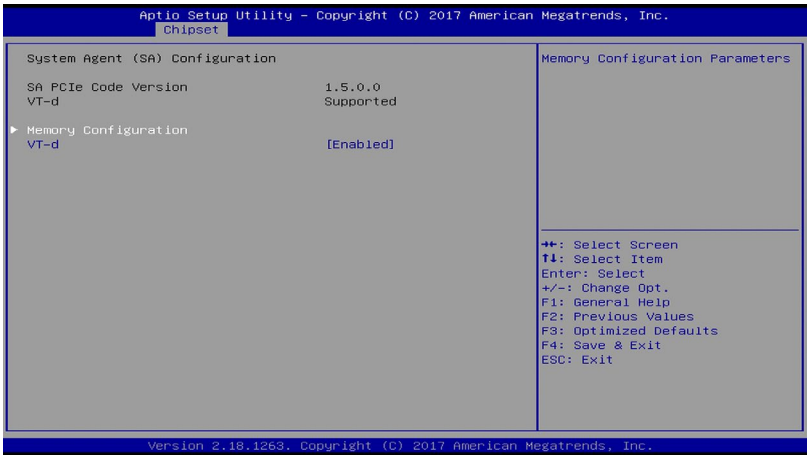 Aptio Setup Utility – Copyright (C) 2017 American Megatrends, Inc.
Chipset
System Agent (SA) Configuration
SA PCIe Code Version 1.5.0.0
VT-d Supported
▶ Memory Configuration
VT-d [Enabled]
Memory Configuration Parameters
→←: Select Screen
↑↓: Select Item
Enter: Select
+/-: Change Opt.
F1: General Help
F2: Previous Values
F3: Optimized Defaults
F4: Save & Exit
ESC: Exit
Version 2.18.1263. Copyright (C) 2017 American Megatrends, Inc.